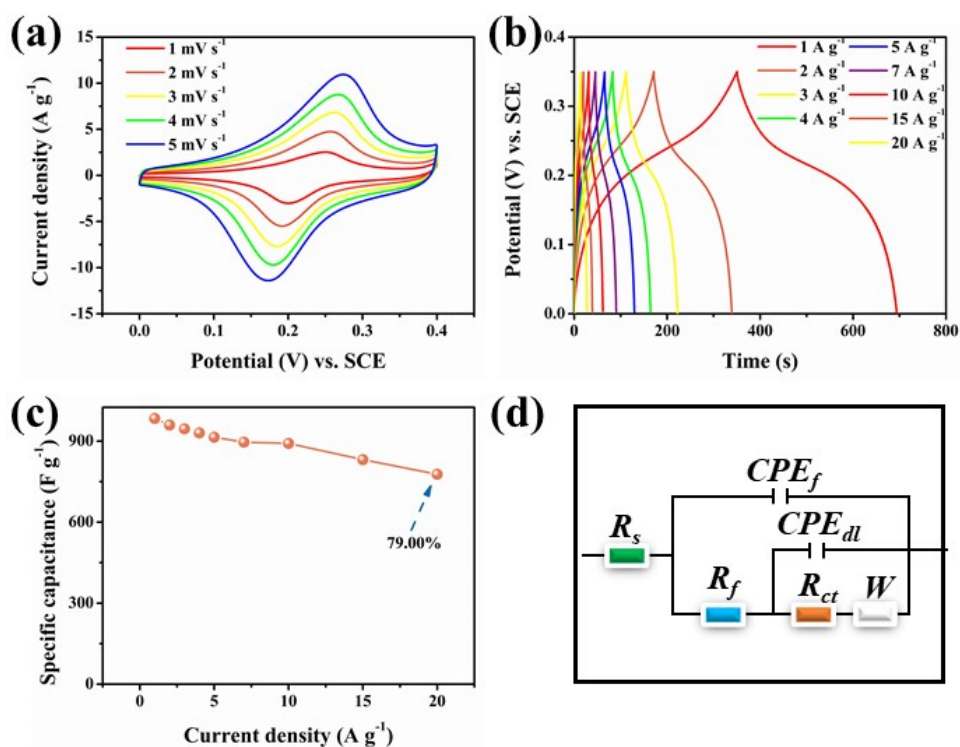 (a)
15
10
5
0
-5
-10
-15
0.0 0.1 0.2 0.3 0.4
Current density (A g⁻¹)
Potential (V) vs. SCE
1 mV s⁻¹
2 mV s⁻¹
3 mV s⁻¹
4 mV s⁻¹
5 mV s⁻¹
(b)
0.4
0.3
0.2
0.1
0.0
0 200 400 600 800
Potential (V) vs. SCE
Time (s)
1 A g⁻¹
2 A g⁻¹
3 A g⁻¹
4 A g⁻¹
5 A g⁻¹
7 A g⁻¹
10 A g⁻¹
15 A g⁻¹
20 A g⁻¹
(c)
900
600
300
0
0 5 10 15 20
Specific capacitance (F g⁻¹)
Current density (A g⁻¹)
79.00%
(d)
CPE_f
R_s
CPE_dl
R_f R_ct W